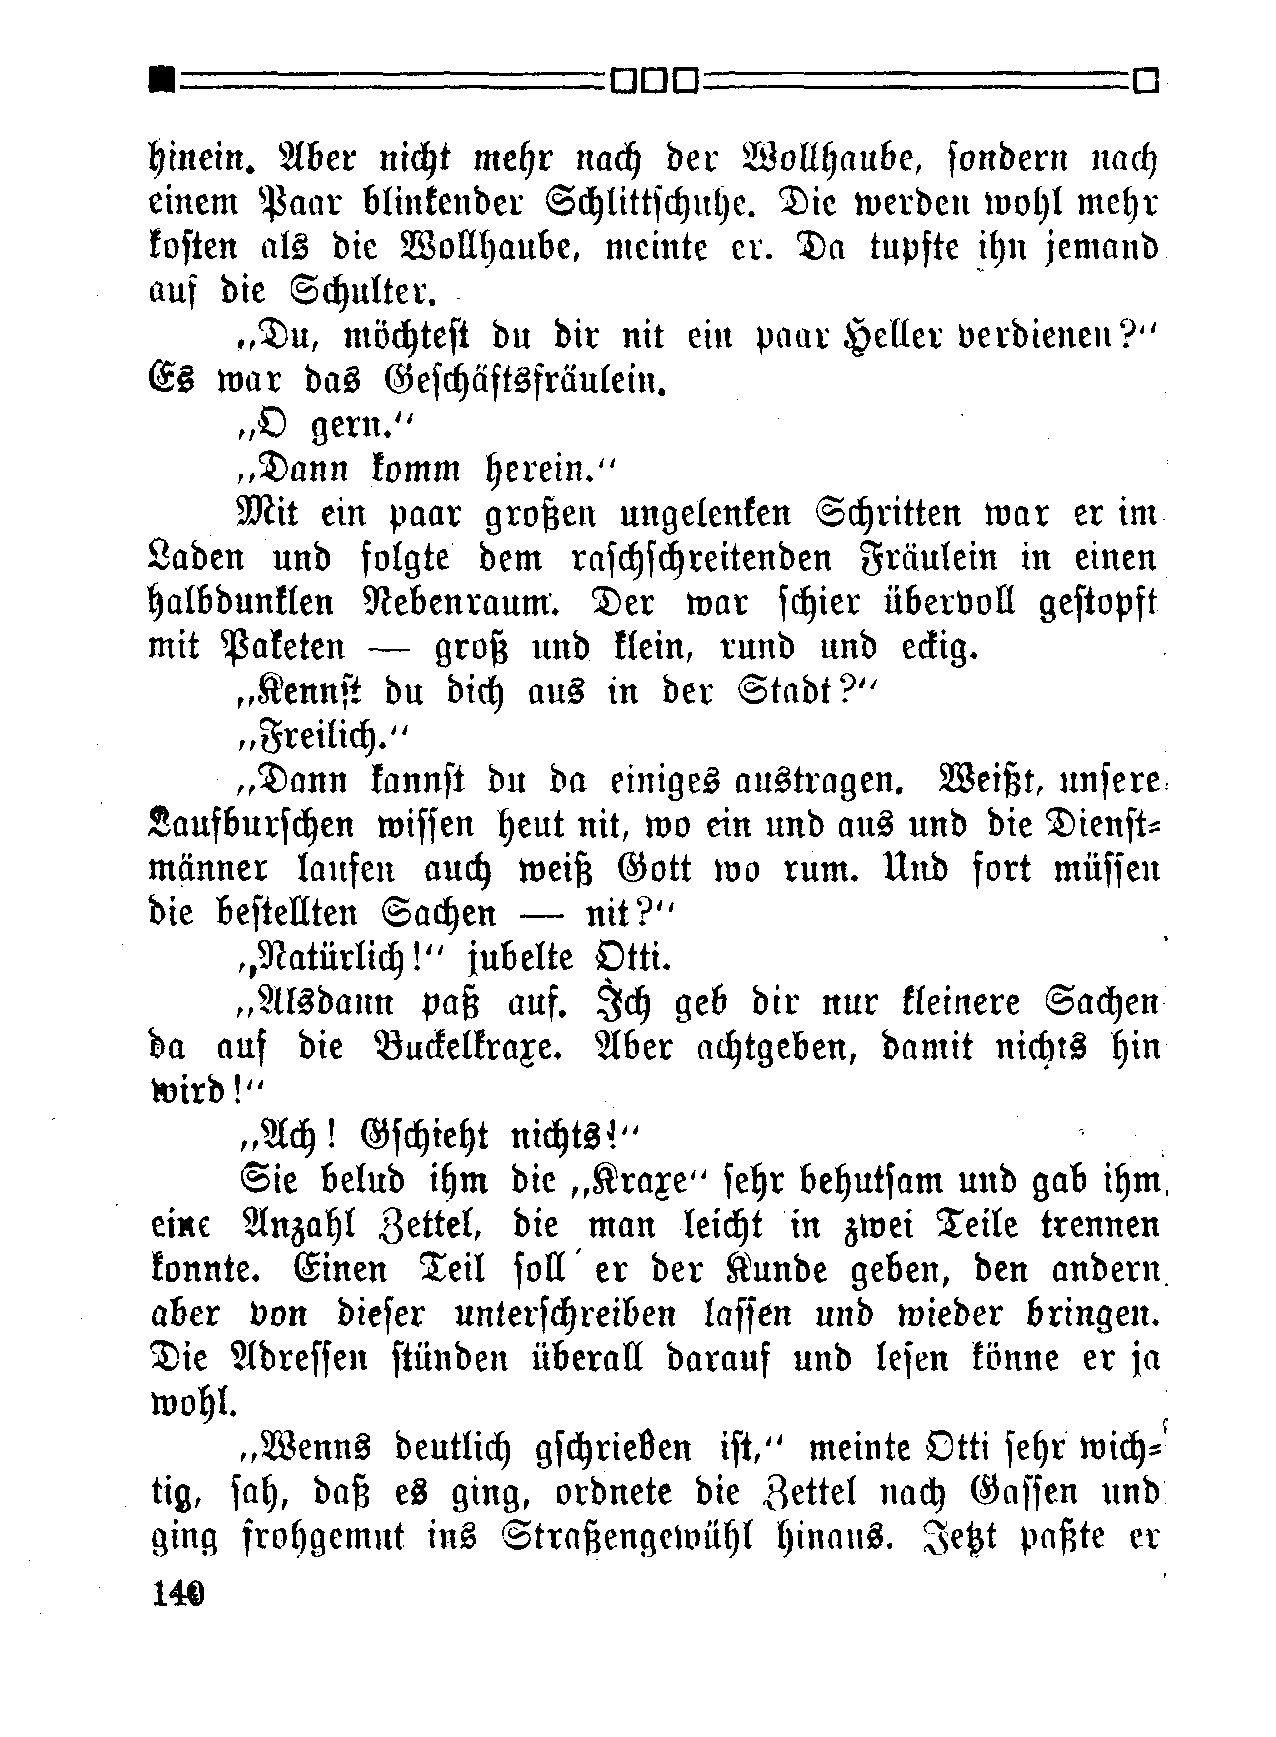 hinein. Aber nicht mehr nach der Wollhaube, sondern nach
einem Paar blinkender Schlittschuhe. Die werden wohl mehr
kosten als die Wollhaube, meinte er. Da tupfte ihn jemand
auf die Schulter.
„Du, möchtest du dir nit ein paar Heller verdienen?“
Es war das Geschäftsfräulein.
„O gern.“
„Dann komm herein.“
Mit ein paar großen ungelenken Schritten war er im
Laden und folgte dem raschschreitenden Fräulein in einen
halbdunklen Nebenraum. Der war schier übervoll gestopft
mit Paketen — groß und klein, rund und eckig.
„Kennst du dich aus in der Stadt?“
„Freilich.“
„Dann kannst du da einiges austragen. Weißt, unsere
Laufburschen wissen heut nit, wo ein und aus und die Dienst-
männer laufen auch weiß Gott wo rum. Und fort müssen
die bestellten Sachen — nit?“
„Natürlich!“ jubelte Otti.
„Alsdann paß auf. Ich geb dir nur kleinere Sachen
da auf die Buckelkraxe. Aber achtgeben, damit nichts hin
wird!“
„Ach! Gschieht nichts!“
Sie belud ihm die „Kraxe“ sehr behutsam und gab ihm
eine Anzahl Zettel, die man leicht in zwei Teile trennen
konnte. Einen Teil soll er der Kunde geben, den andern
aber von dieser unterschreiben lassen und wieder bringen.
Die Adressen stünden überall darauf und lesen könne er ja
wohl.
„Wenns deutlich gschrieben ist,“ meinte Otti sehr wich-
tig, sah, daß es ging, ordnete die Zettel nach Gassen und
ging frohgemut ins Straßengewühl hinaus. Jetzt paßte er
140